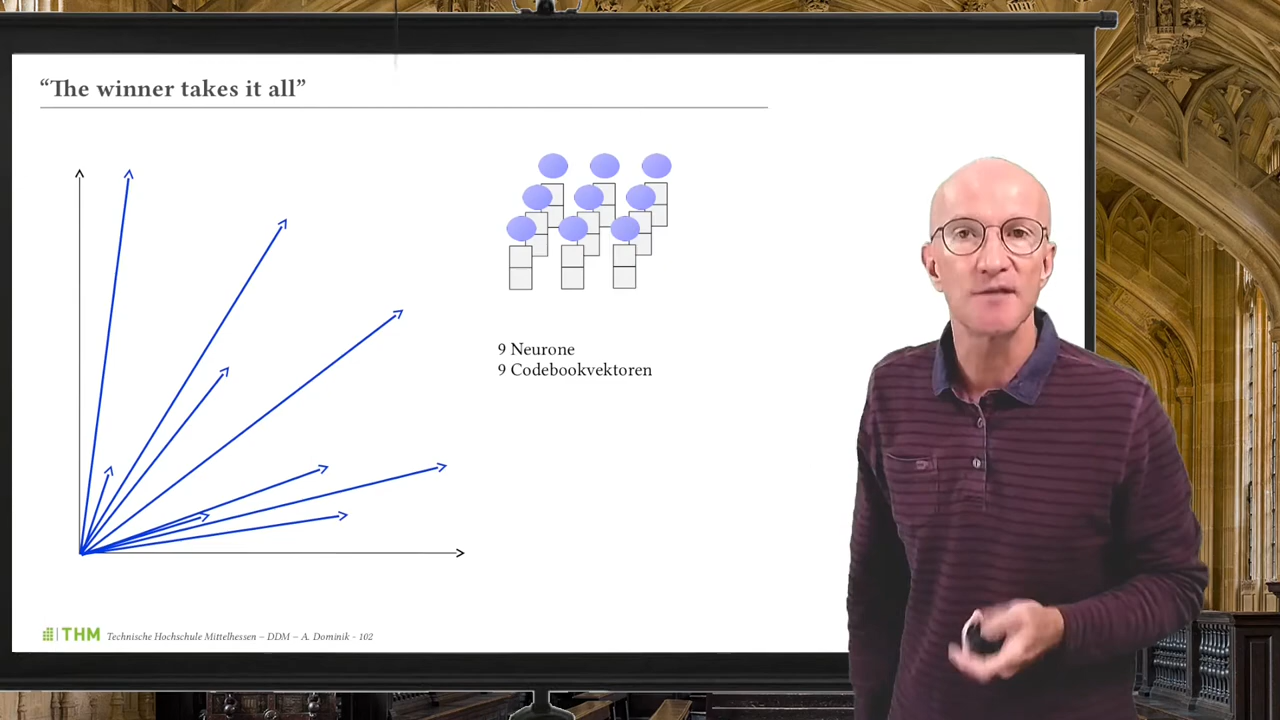 “The winner takes it all”
9 Neurone
9 Codebookvektoren
THM Technische Hochschule Mittelhessen – DDM – A. Dominik - 102